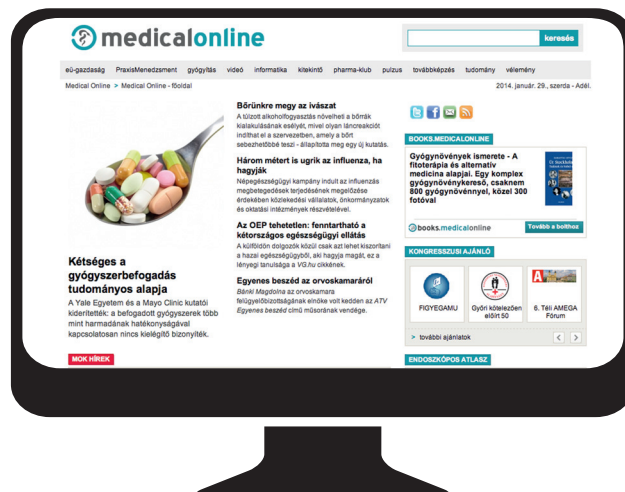 medicalonline
keresés
eü-gazdaság PraxisMenedzsment gyógyítás videó informatika kitekintő pharma-klub pulzus továbbképzés tudomány vélemény
Medical Online > Medical Online - főoldal
2014. január. 29., szerda - Adél.
Kétséges a
gyógyszerbefogadás
tudományos alapja
A Yale Egyetem és a Mayo Clinic kutatói
kiderítették: a befogadott gyógyszerek több
mint harmadának hatékonyságával
kapcsolatosan nincs kielégítő bizonyíték.
MOK HÍREK
Bőrünkre megy az ivászat
A túlzott alkoholfogyasztás növelheti a bőrrák
kialakulásának esélyét, mivel olyan láncreakciót
indíthat el a szervezetben, amely a bőrt
sebezhetőbbé teszi - állapította meg egy új kutatás.
Három métert is ugrik az influenza, ha
hagyják
Népegészségügyi kampány indult az influenzás
megbetegedések terjedésének megelőzése
érdekében közlekedési vállalatok, önkormányzatok
és oktatási intézmények részvételével.
Az OEP tehetetlen: fenntartható a
kétországos egészségügyi ellátás
A külföldön dolgozók közül csak azt lehet kiszorítani
a hazai egészségügyből, aki hagyja magát, ez a
lényegi tanulsága a VG.hu cikkének.
Egyenes beszéd az orvoskamaráról
Bánki Magdolna az orvoskamara
felügyelőbizottságának elnöke volt kedden az ATV
Egyenes beszéd című műsorának vendége.
BOOKS.MEDICALONLINE
Gyógynövények ismerete - A
fitoterápia és alternatív
medicina alapjai. Egy komplex
gyógynövénykereső, csaknem
800 gyógynövénnyel, közel 300
fotóval
books.medicalonline
Tovább a bolthoz
KONGRESSZUSI AJÁNLÓ
FIGYEGAMU
Győri kötelezően
előírt 50
6. Téli AMEGA
Fórum
> további ajánlatok
ENDOSZKÓPOS ATLASZ